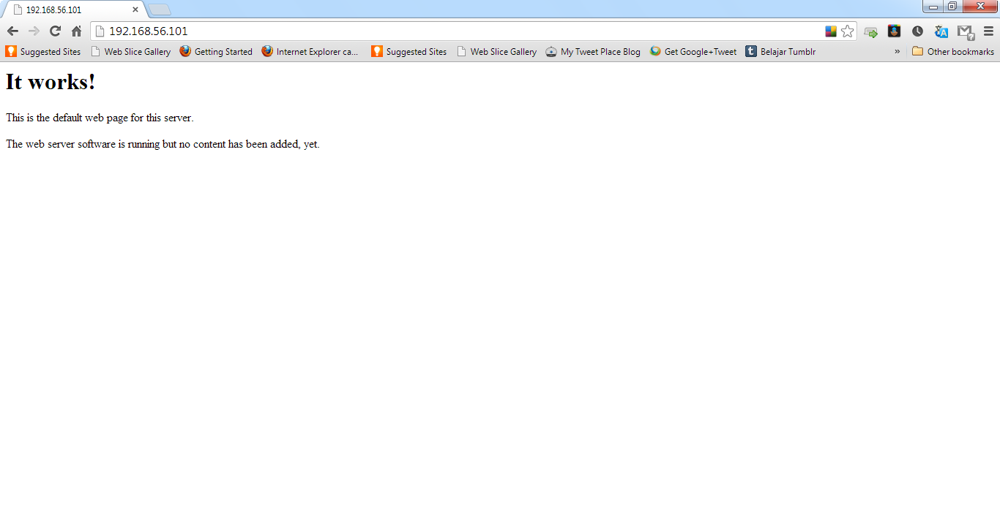 192.168.56.101
192.168.56.101
Suggested Sites Web Slice Gallery Getting Started Internet Explorer ca... Suggested Sites Web Slice Gallery My Tweet Place Blog Get Google+Tweet t Belajar Tumblr » Other bookmarks
It works!
This is the default web page for this server.
The web server software is running but no content has been added, yet.